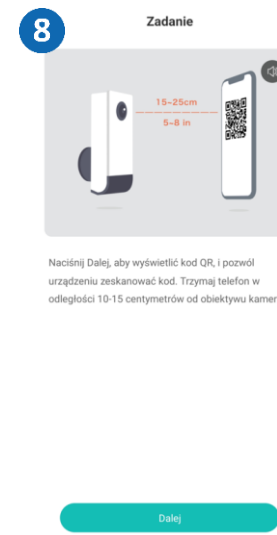 8
Zadanie
15-25cm
5-8 in
Naciśnij Dalej, aby wyświetlić kod QR, i pozwól
urządzeniu zeskanować kod. Trzymaj telefon w
odległości 10-15 centymetrów od obiektywu kamer
Dalej